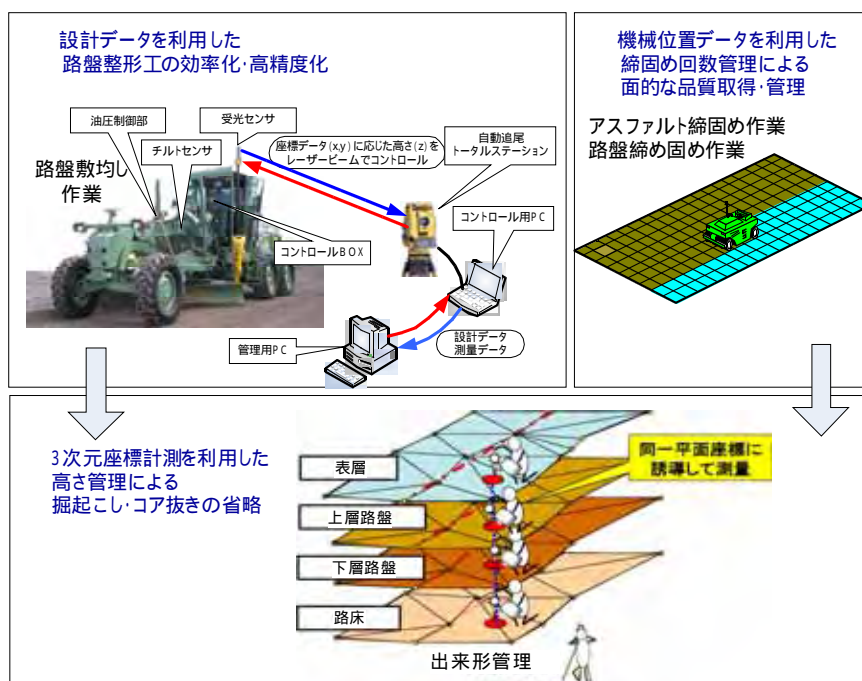 設計データを利用した
路盤整形工の効率化・高精度化
油圧制御部
受光センサ
チルトセンサ
座標データ(x,y)に応じた高さ(z)を
レーザービームでコントロール
自動追尾
トータルステーション
路盤敷均し
作業
コントロールBOX
コントロール用PC
管理用PC
設計データ
測量データ
機械位置データを利用した
締固め回数管理による
面的な品質取得・管理
アスファルト締固め作業
路盤締め固め作業
3次元座標計測を利用した
高さ管理による
掘起こし・コア抜きの省略
表層
上層路盤
下層路盤
路床
同一平面座標に
誘導して測量
出来形管理